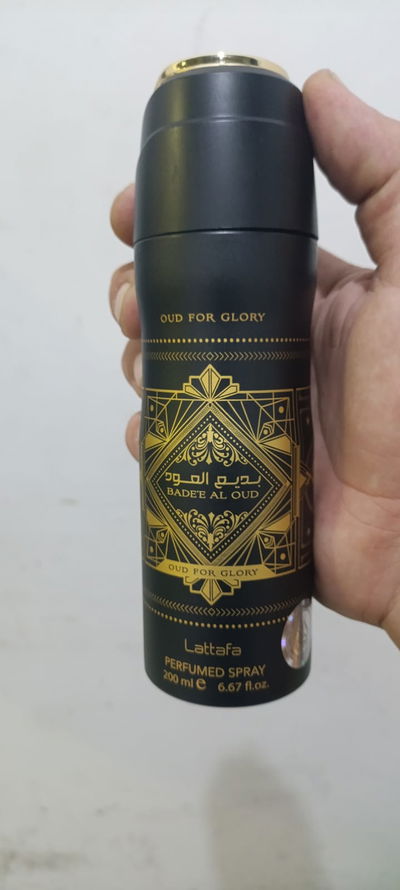 OUD FOR GLORY
بديع العود
BADE'E AL OUD
OUD FOR GLORY
Lattafa
PERFUMED SPRAY
200 ml e 6.67 fl.oz.